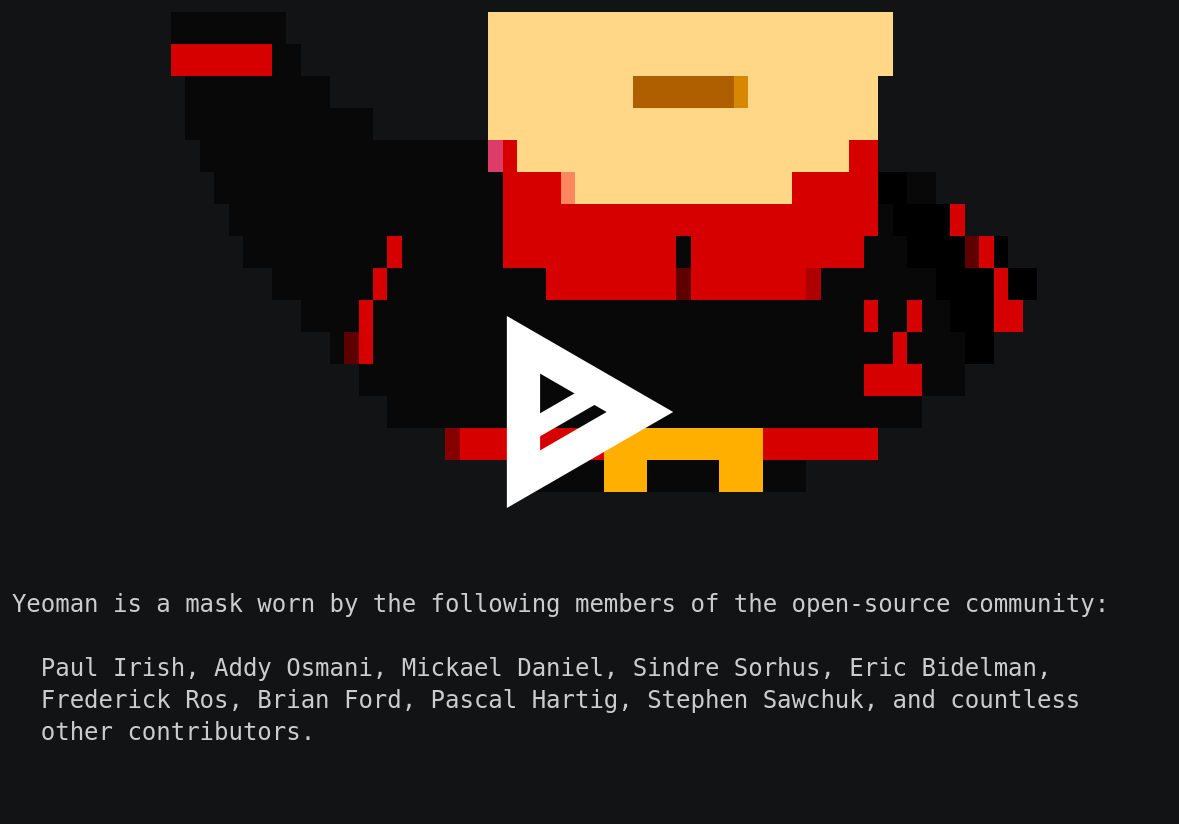 Yeoman is a mask worn by the following members of the open-source community:
Paul Irish, Addy Osmani, Mickael Daniel, Sindre Sorhus, Eric Bidelman,
Frederick Ros, Brian Ford, Pascal Hartig, Stephen Sawchuk, and countless
other contributors.